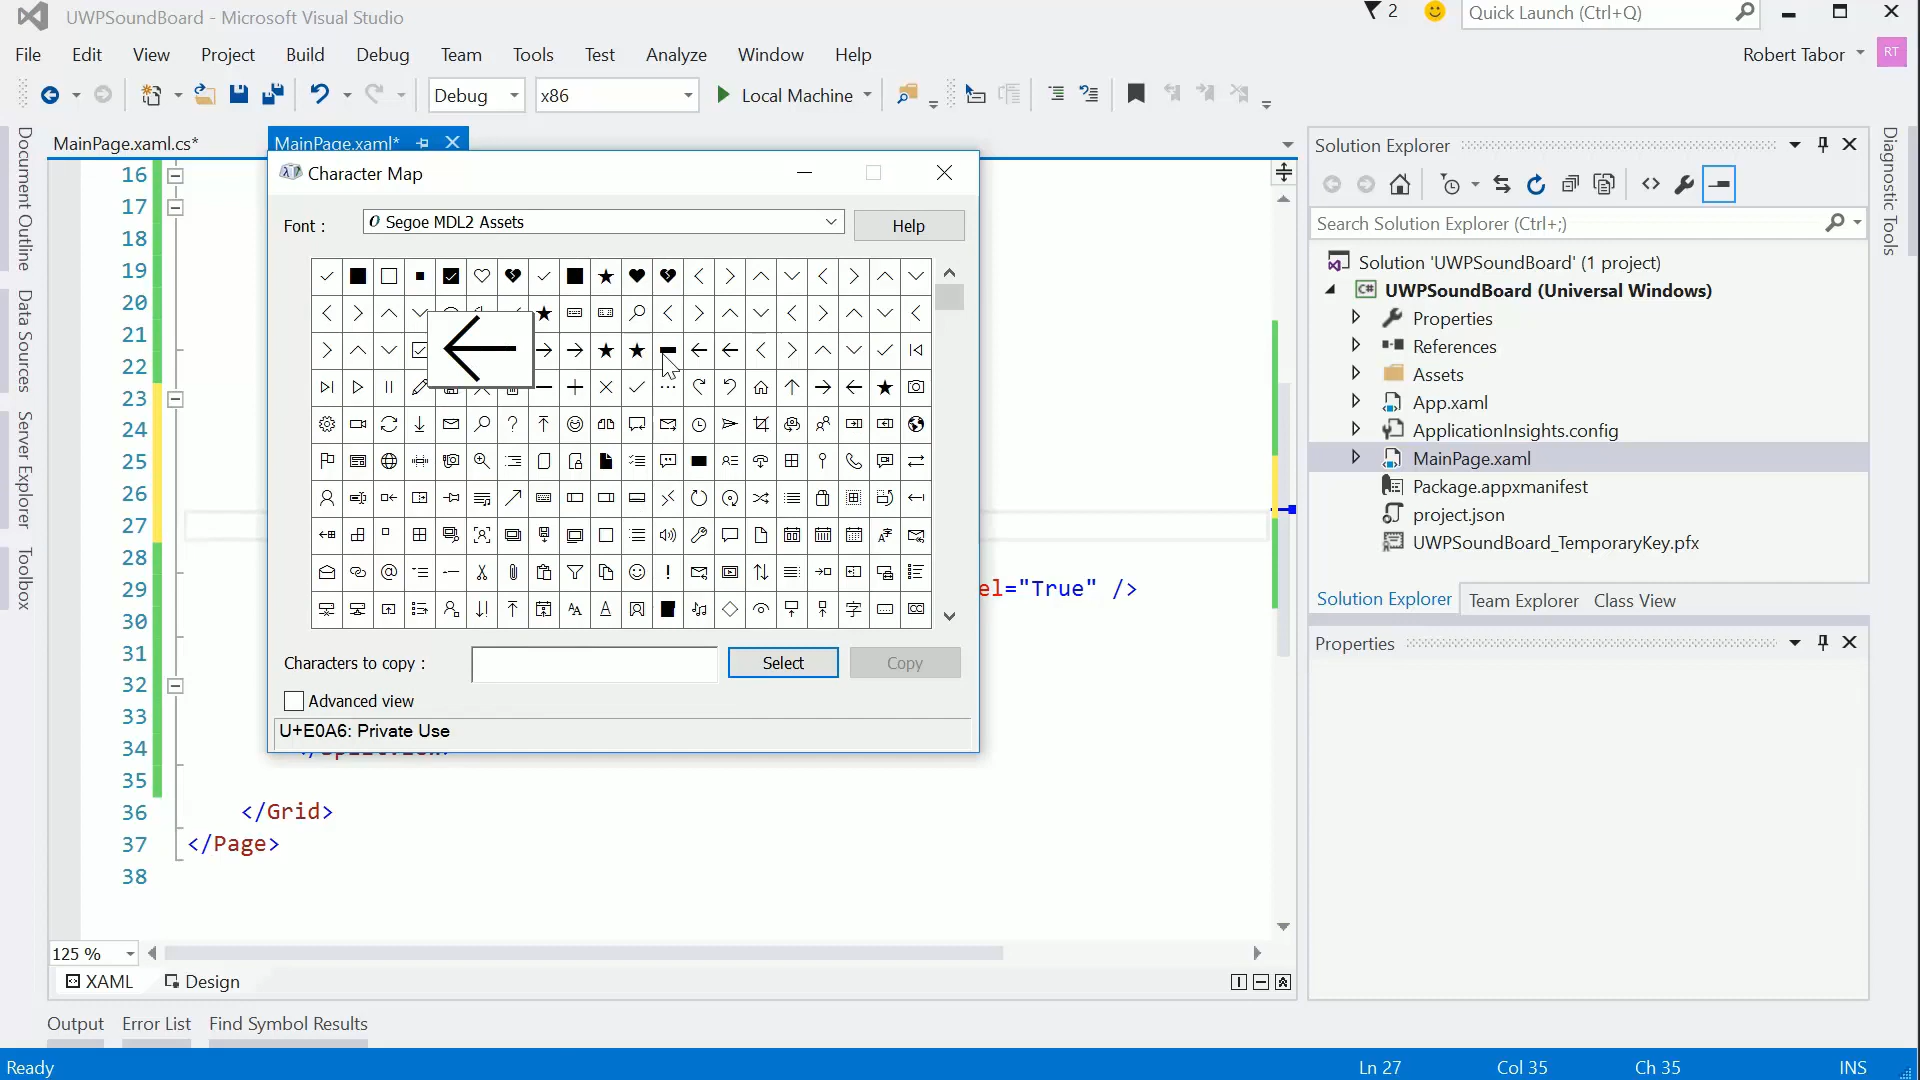 UWPSoundBoard - Microsoft Visual Studio
2
Quick Launch (Ctrl+Q)
File Edit View Project Build Debug Team Tools Test Analyze Window Help
Robert Tabor
RT
Debug
x86
Local Machine
Document Outline
Data Sources
Server Explorer
Toolbox
MainPage.xaml.cs*
MainPage.xaml*
16
17
18
19
20
21
22
23
24
25
26
27
28
29
el="True" />
30
31
32
33
34
35
36
</Grid>
37
</Page>
38
Character Map
Font :
Segoe MDL2 Assets
Help
Characters to copy :
Select
Copy
Advanced view
U+E0A6: Private Use
125 %
XAML
Design
Output
Error List
Find Symbol Results
Solution Explorer
Search Solution Explorer (Ctrl+;)
Solution 'UWPSoundBoard' (1 project)
C#
UWPSoundBoard (Universal Windows)
Properties
References
Assets
App.xaml
ApplicationInsights.config
MainPage.xaml
Package.appxmanifest
project.json
UWPSoundBoard_TemporaryKey.pfx
Solution Explorer
Team Explorer
Class View
Properties
Diagnostic Tools
Ready
Ln 27
Col 35
Ch 35
INS